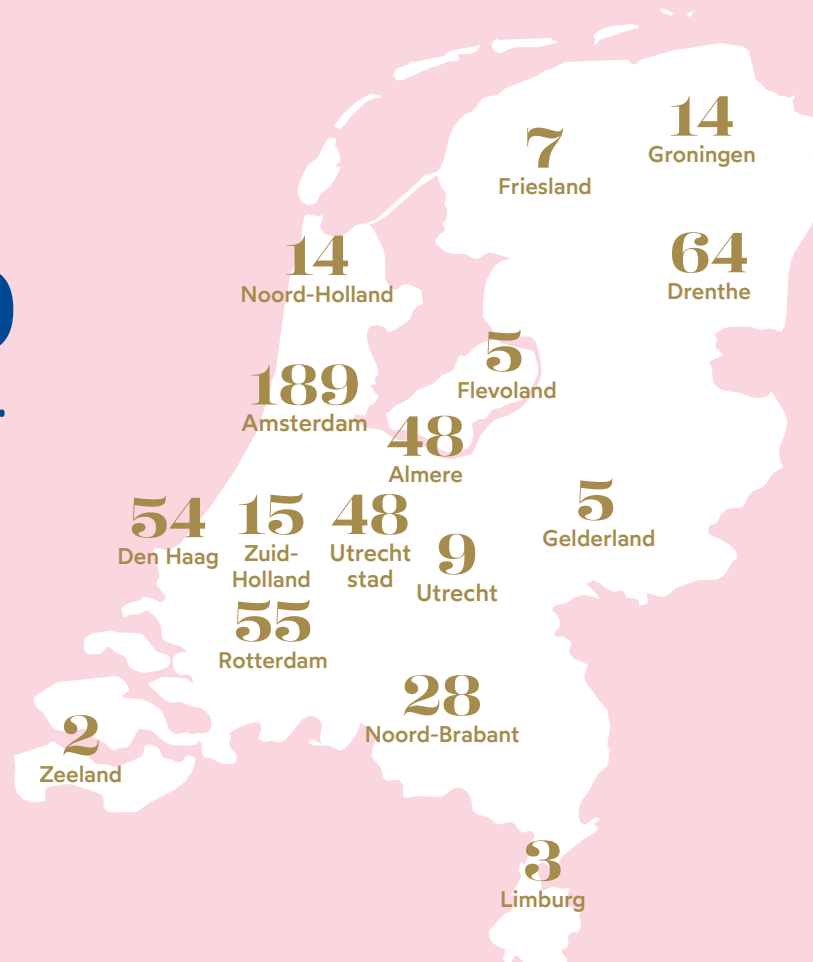 14
Groningen
7
Friesland
64
Drenthe
14
Noord-Holland
5
Flevoland
189
Amsterdam
48
Almere
54
Den Haag
15
Zuid-
Holland
48
Utrecht
stad
9
Utrecht
5
Gelderland
55
Rotterdam
28
Noord-Brabant
2
Zeeland
3
Limburg